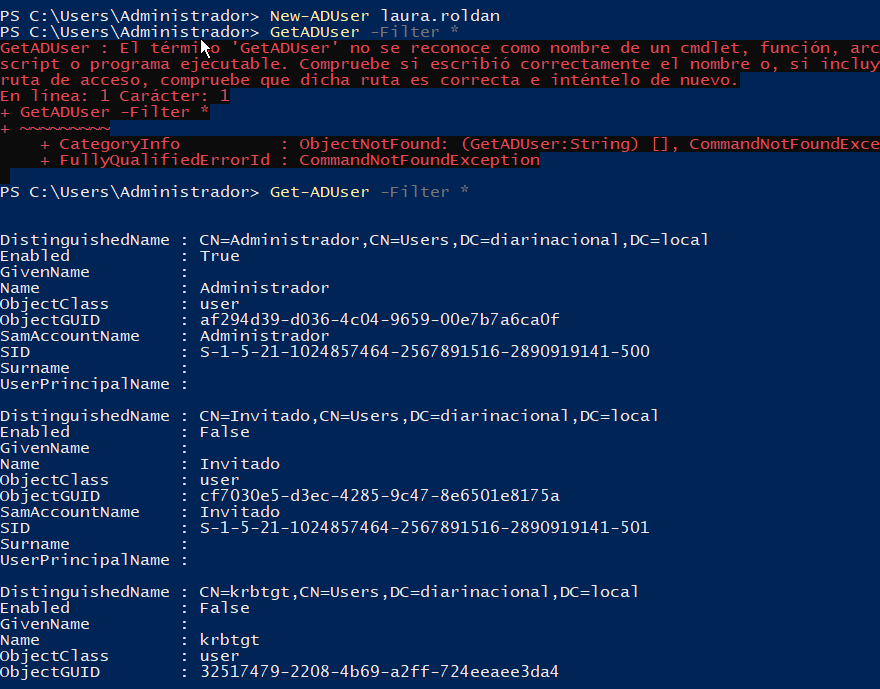 PS C:\Users\Administrador> New-ADUser laura.roldan
PS C:\Users\Administrador> GetADUser -Filter *
GetADUser : El término 'GetADUser' no se reconoce como nombre de un cmdlet, función, arc
script o programa ejecutable. Compruebe si escribió correctamente el nombre o, si incluy
ruta de acceso, compruebe que dicha ruta es correcta e inténtelo de nuevo.
En línea: 1 Carácter: 1
+ GetADUser -Filter *
+ ~~~~~~~~~
    + CategoryInfo          : ObjectNotFound: (GetADUser:String) [], CommandNotFoundExce
    + FullyQualifiedErrorId : CommandNotFoundException
PS C:\Users\Administrador> Get-ADUser -Filter *
DistinguishedName : CN=Administrador,CN=Users,DC=diarinacional,DC=local
Enabled           : True
GivenName         :
Name              : Administrador
ObjectClass       : user
ObjectGUID        : af294d39-d036-4c04-9659-00e7b7a6ca0f
SamAccountName    : Administrador
SID               : S-1-5-21-1024857464-2567891516-2890919141-500
Surname           :
UserPrincipalName :
DistinguishedName : CN=Invitado,CN=Users,DC=diarinacional,DC=local
Enabled           : False
GivenName         :
Name              : Invitado
ObjectClass       : user
ObjectGUID        : cf7030e5-d3ec-4285-9c47-8e6501e8175a
SamAccountName    : Invitado
SID               : S-1-5-21-1024857464-2567891516-2890919141-501
Surname           :
UserPrincipalName :
DistinguishedName : CN=krbtgt,CN=Users,DC=diarinacional,DC=local
Enabled           : False
GivenName         :
Name              : krbtgt
ObjectClass       : user
ObjectGUID        : 32517479-2208-4b69-a2ff-724eeaee3da4